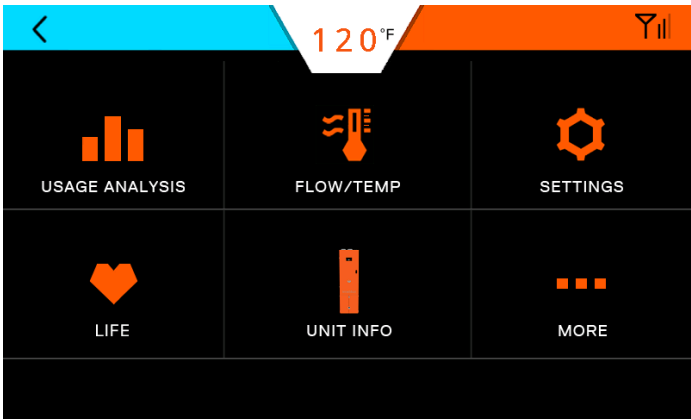 120°F
USAGE ANALYSIS
FLOW/TEMP
SETTINGS
LIFE
UNIT INFO
MORE